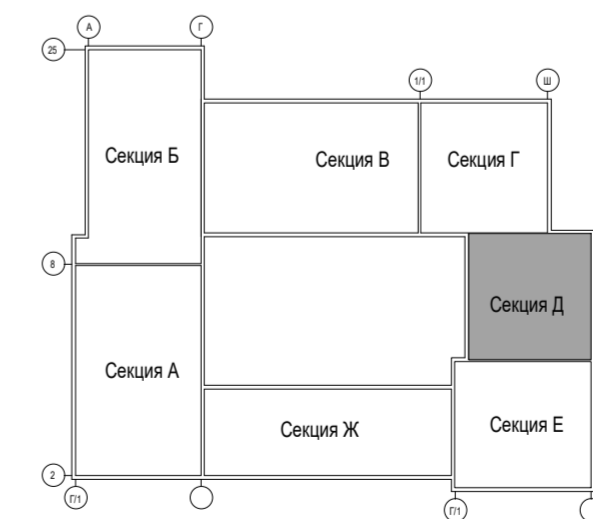 А Г
25
1/1 Ш
Секция Б
Секция В Секция Г
8
Секция Д
Секция А
Секция Ж Секция Е
2
Г/1
Г/1